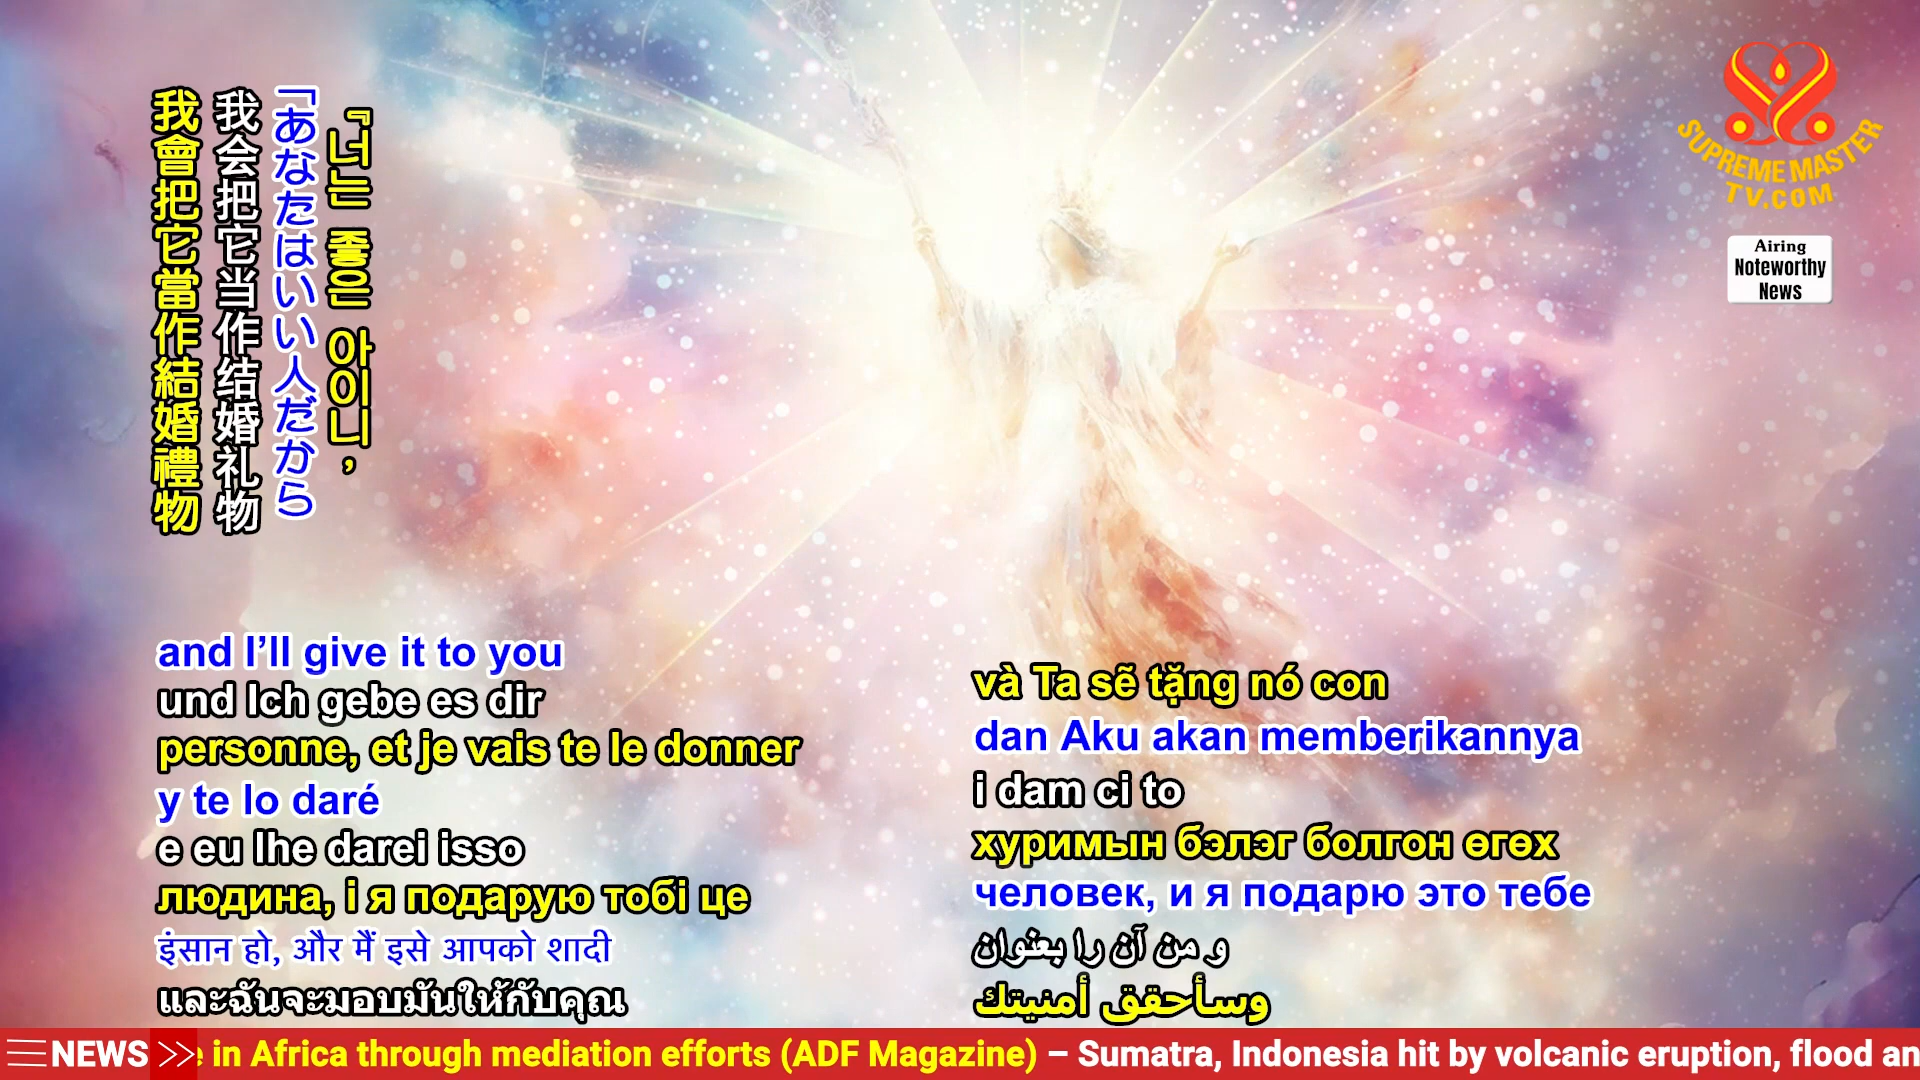 『너는 좋은 아이니,
「あなたはいい人だから
我会把它当作结婚礼物
我會把它當作結婚禮物
SUPREME MASTER
TV.COM
Airing
Noteworthy
News
and I’ll give it to you
und Ich gebe es dir
personne, et je vais te le donner
y te lo daré
e eu lhe darei isso
людина, і я подарую тобі це
इंसान हो, और मैं इसे आपको शादी
และฉันจะมอบมันให้กับคุณ
và Ta sẽ tặng nó con
dan Aku akan memberikannya
i dam ci to
хуримын бэлэг болгон өгөх
человек, и я подарю это тебе
و من آن را بعنوان
وسأحقق أمنيتك
NEWS
e in Africa through mediation efforts (ADF Magazine) – Sumatra, Indonesia hit by volcanic eruption, flood an